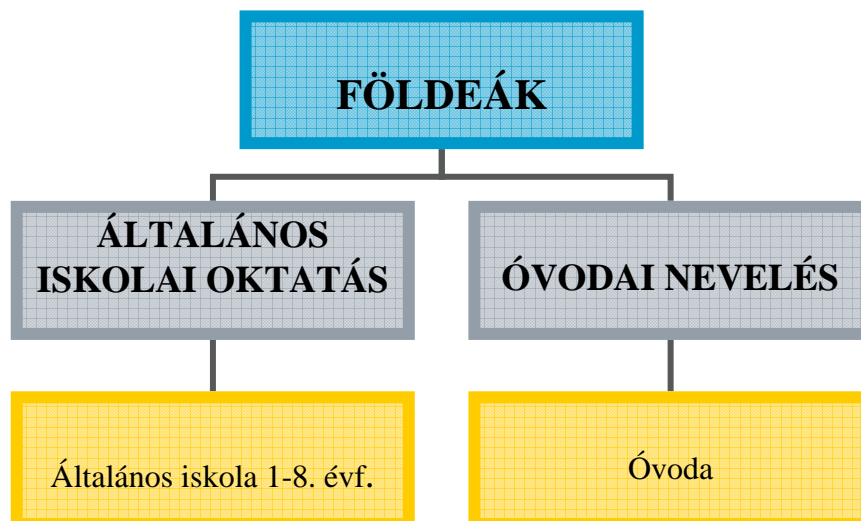 FÖLDEÁK
ÁLTALÁNOS
ISKOLAI OKTATÁS
ÓVODAI NEVELÉS
Általános iskola 1-8. évf.
Óvoda